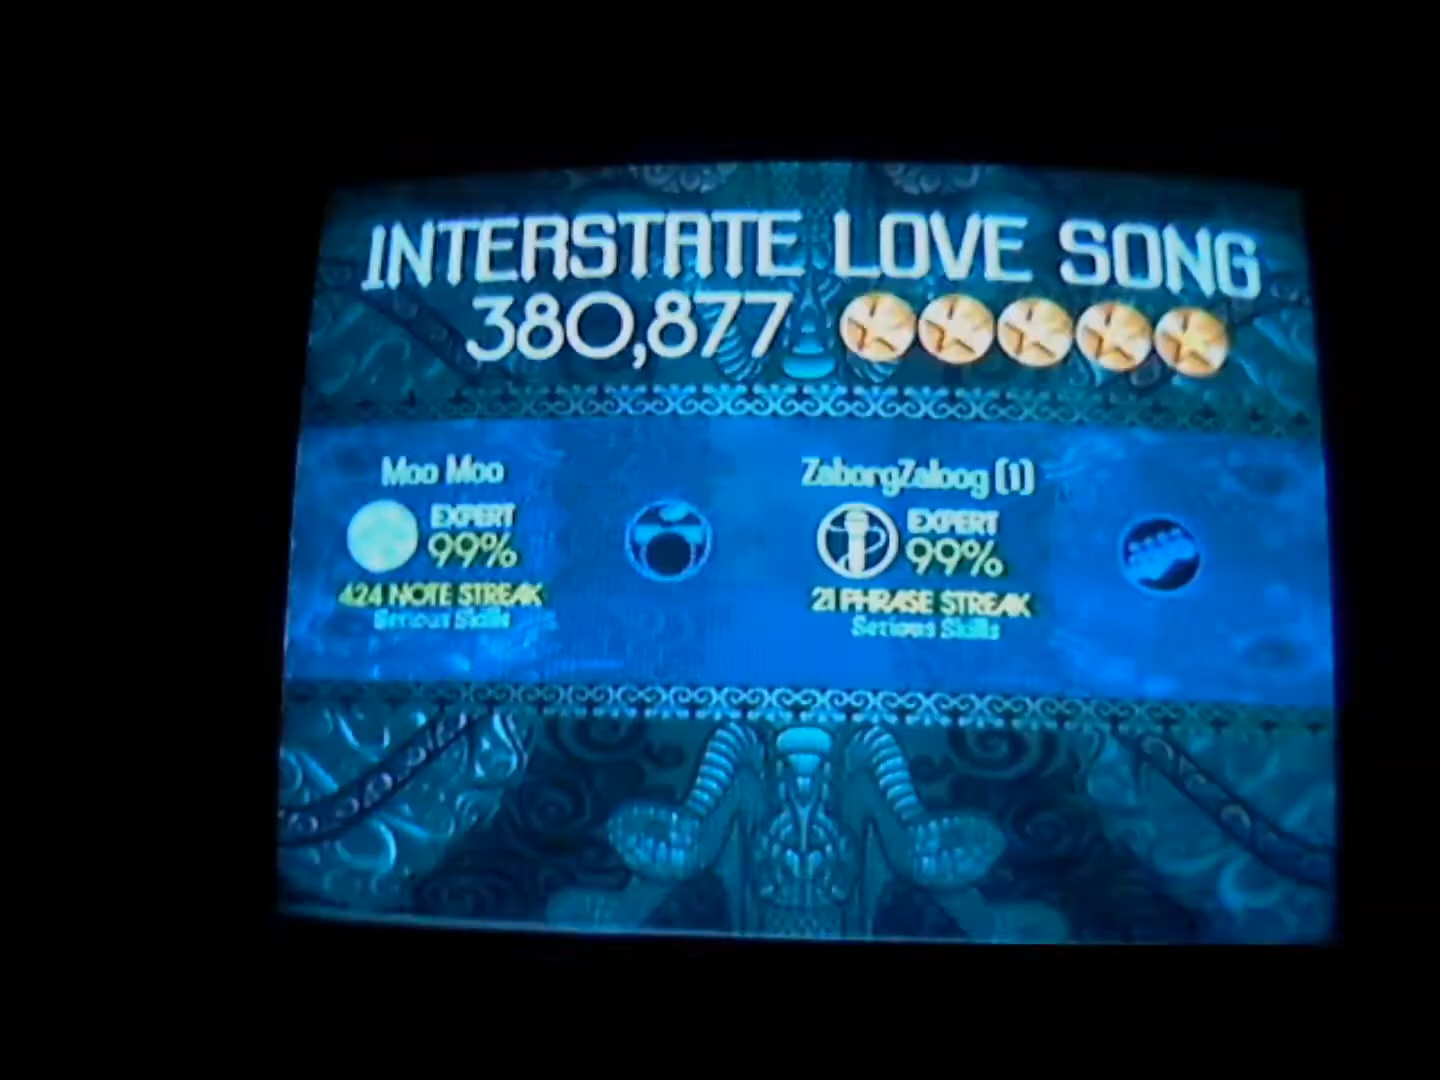 INTERSTATE LOVE SONG
380,877
Moo Moo
EXPERT
99%
424 NOTE STREAK
Serious Skills
ZaborgZaloog (1)
EXPERT
99%
21 PHRASE STREAK
Serious Skills